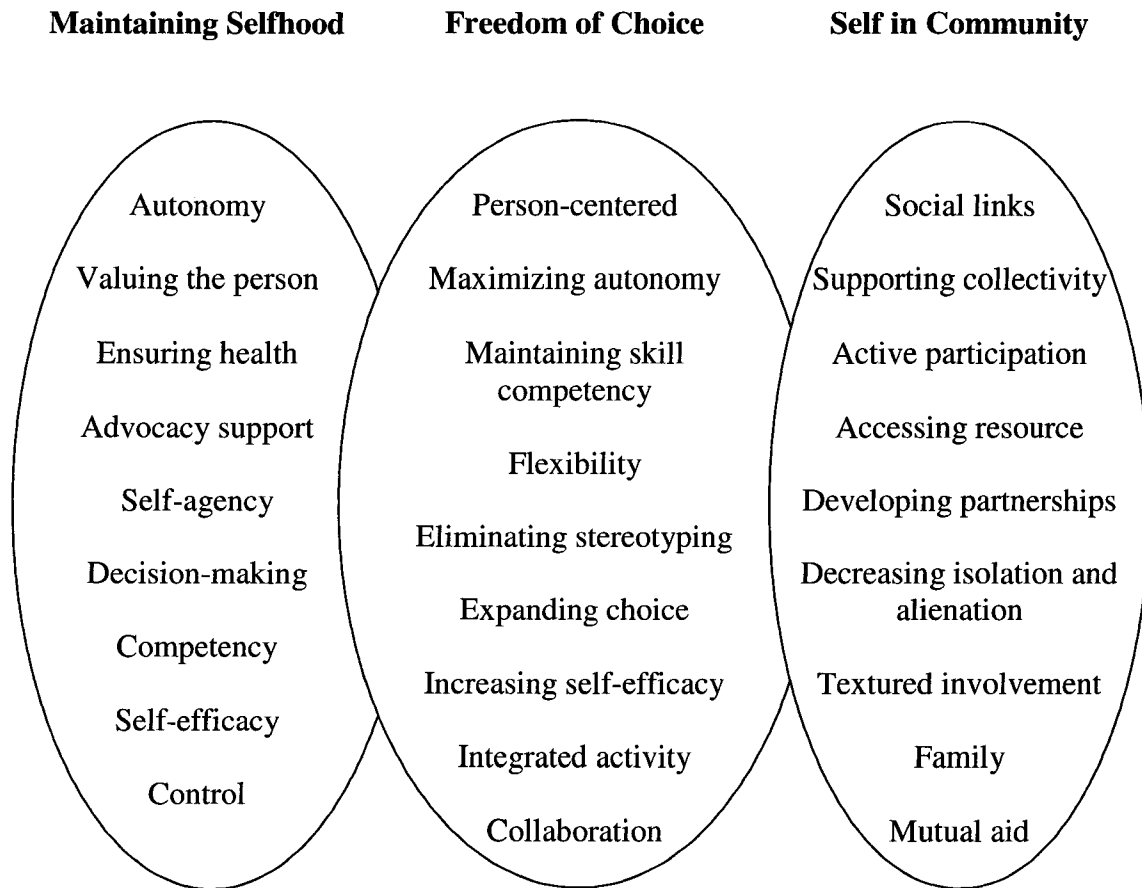 Maintaining Selfhood
Freedom of Choice
Self in Community
Autonomy
Valuing the person
Ensuring health
Advocacy support
Self-agency
Decision-making
Competency
Self-efficacy
Control
Person-centered
Maximizing autonomy
Maintaining skill
competency
Flexibility
Eliminating stereotyping
Expanding choice
Increasing self-efficacy
Integrated activity
Collaboration
Social links
Supporting collectivity
Active participation
Accessing resource
Developing partnerships
Decreasing isolation and
alienation
Textured involvement
Family
Mutual aid